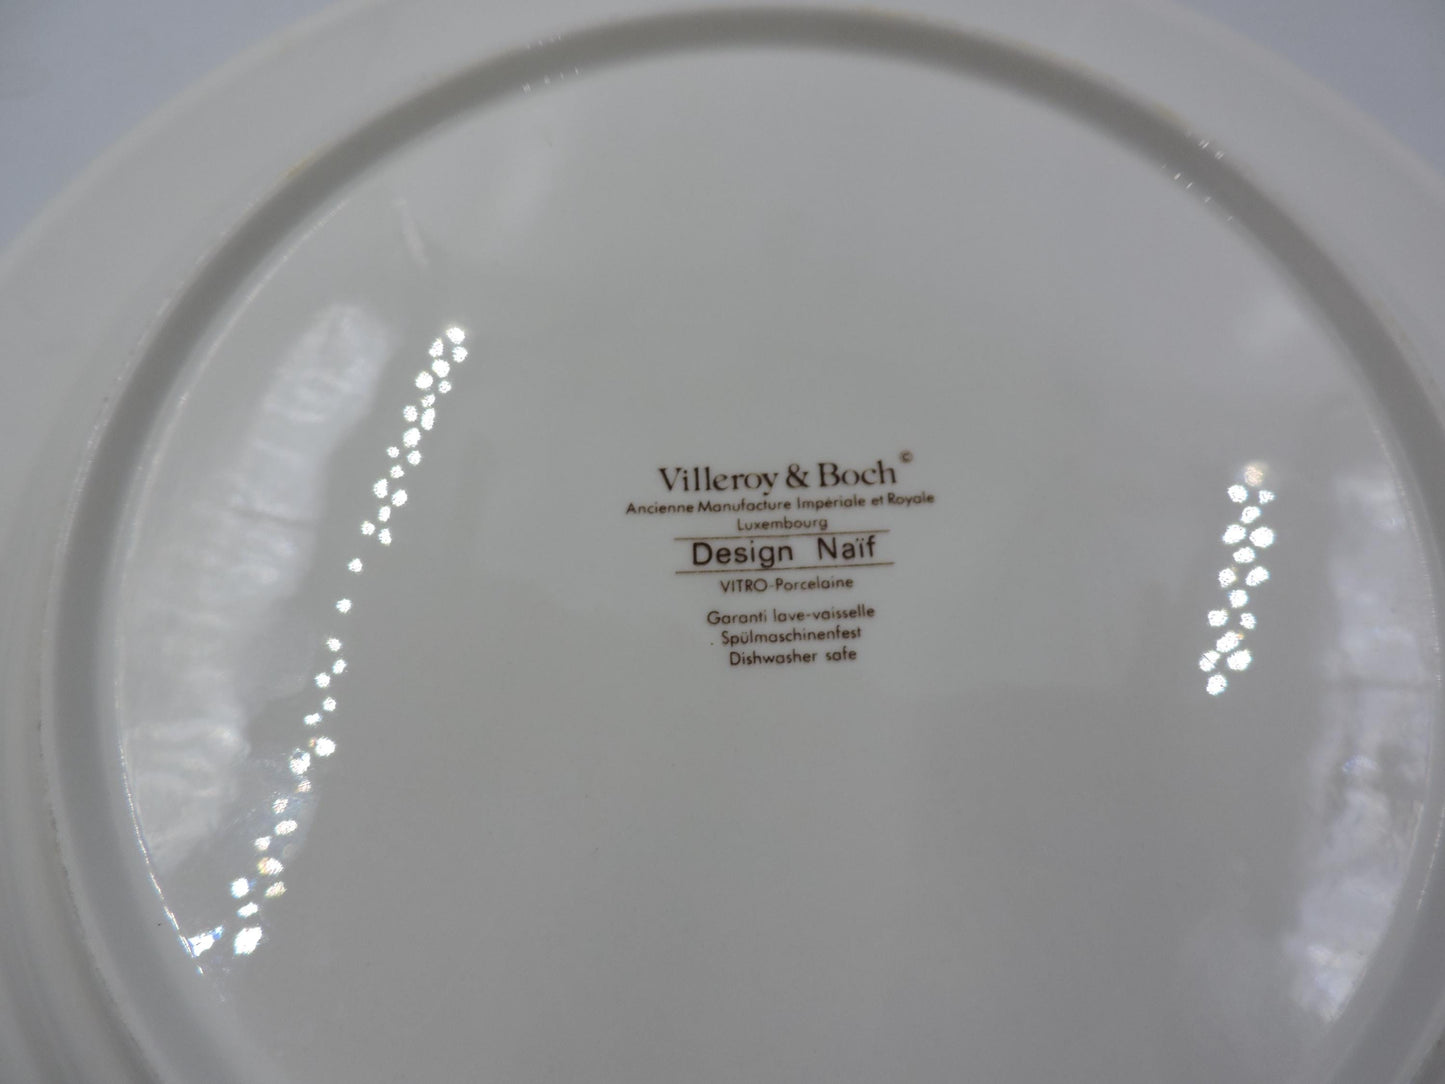 Villeroy & Boch ©
Ancienne Manufacture Impériale et Royale
Luxembourg
Design Naïf
VITRO-Porcelaine
Garanti lave-vaisselle
Spülmaschinenfest
Dishwasher safe